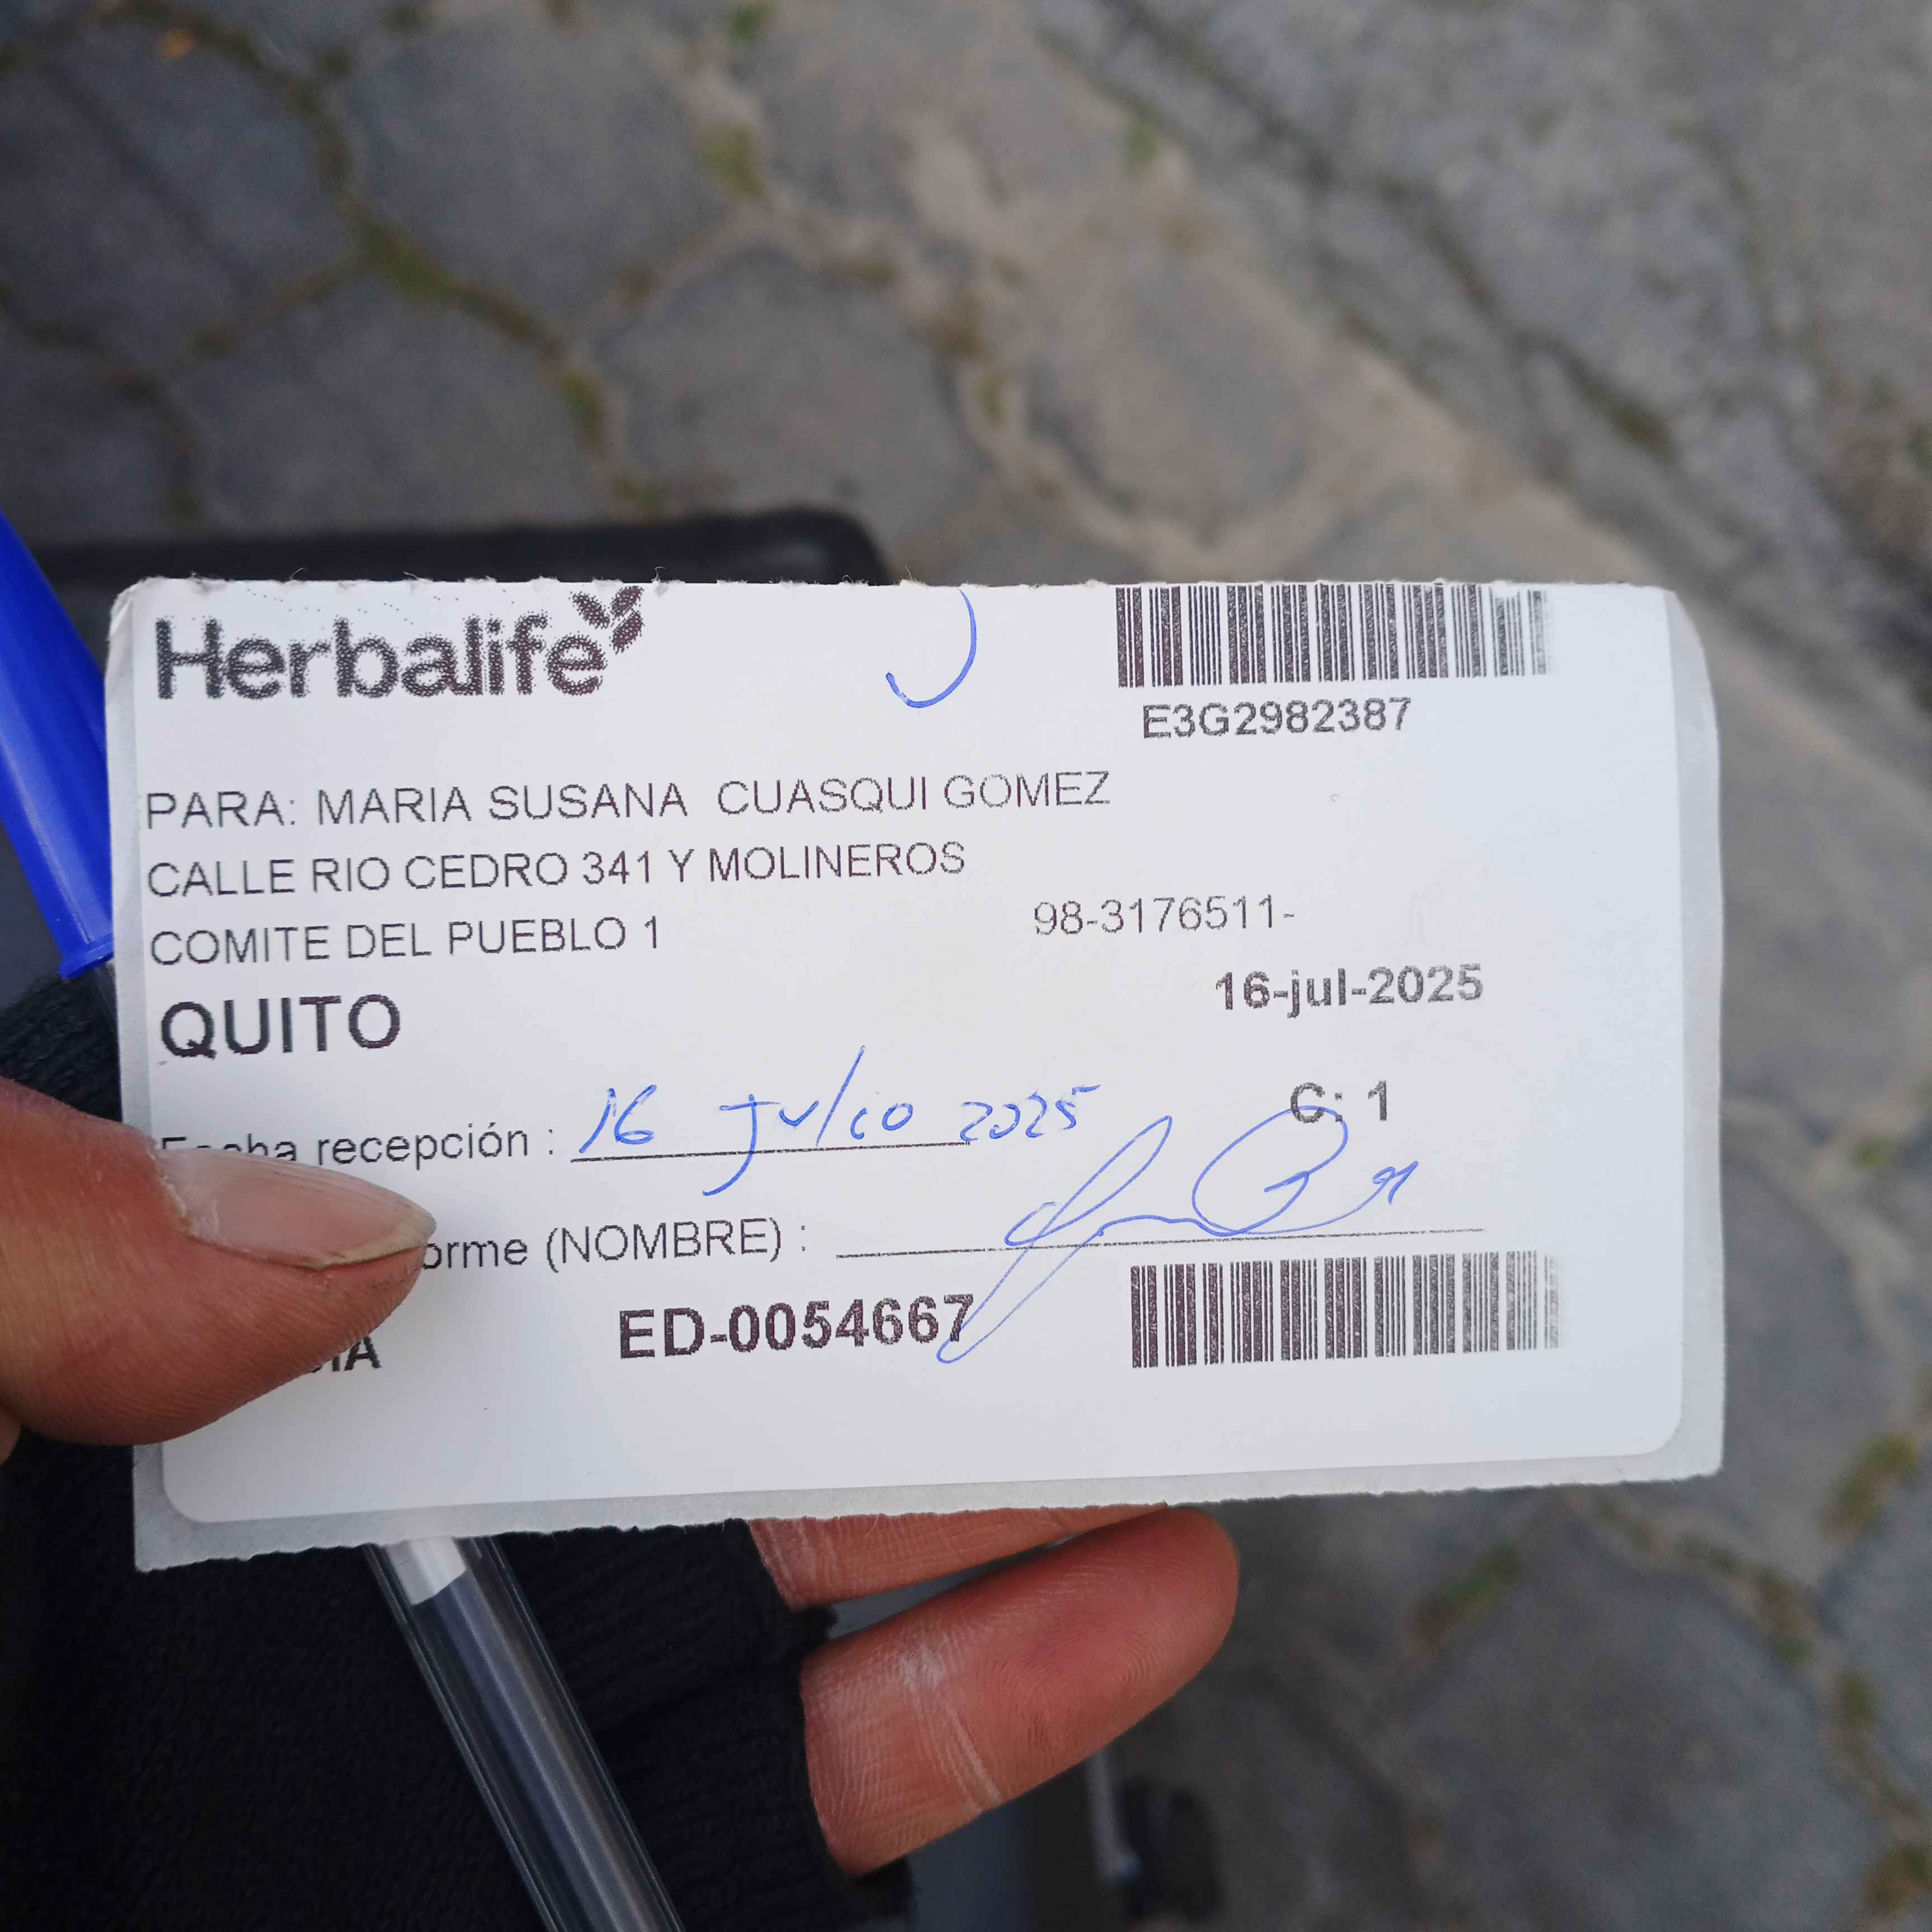 Herbalife
E3G2982387
PARA: MARIA SUSANA CUASQUI GOMEZ
CALLE RIO CEDRO 341 Y MOLINEROS
COMITE DEL PUEBLO 1 98-3176511-
16-jul-2025
QUITO
C: 1
recepción : 16 Julio 2025
(NOMBRE) :
ED-0054667